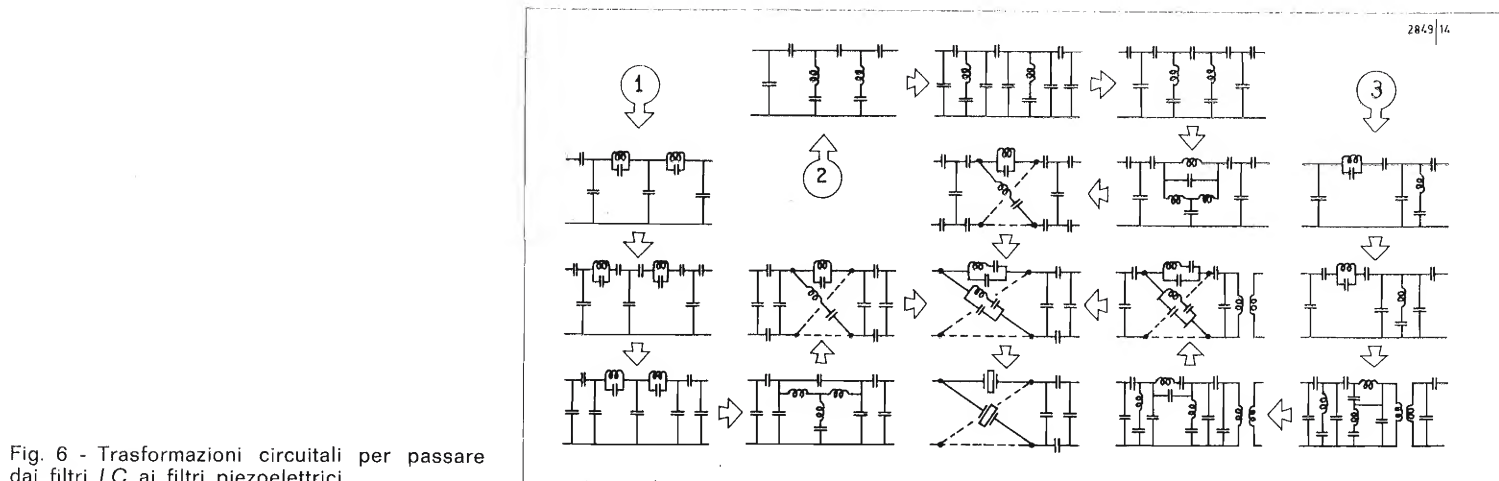 2849|14
1
2
3
Fig. 6 - Trasformazioni circuitali per passare
dai filtri LC ai filtri piezoelettrici